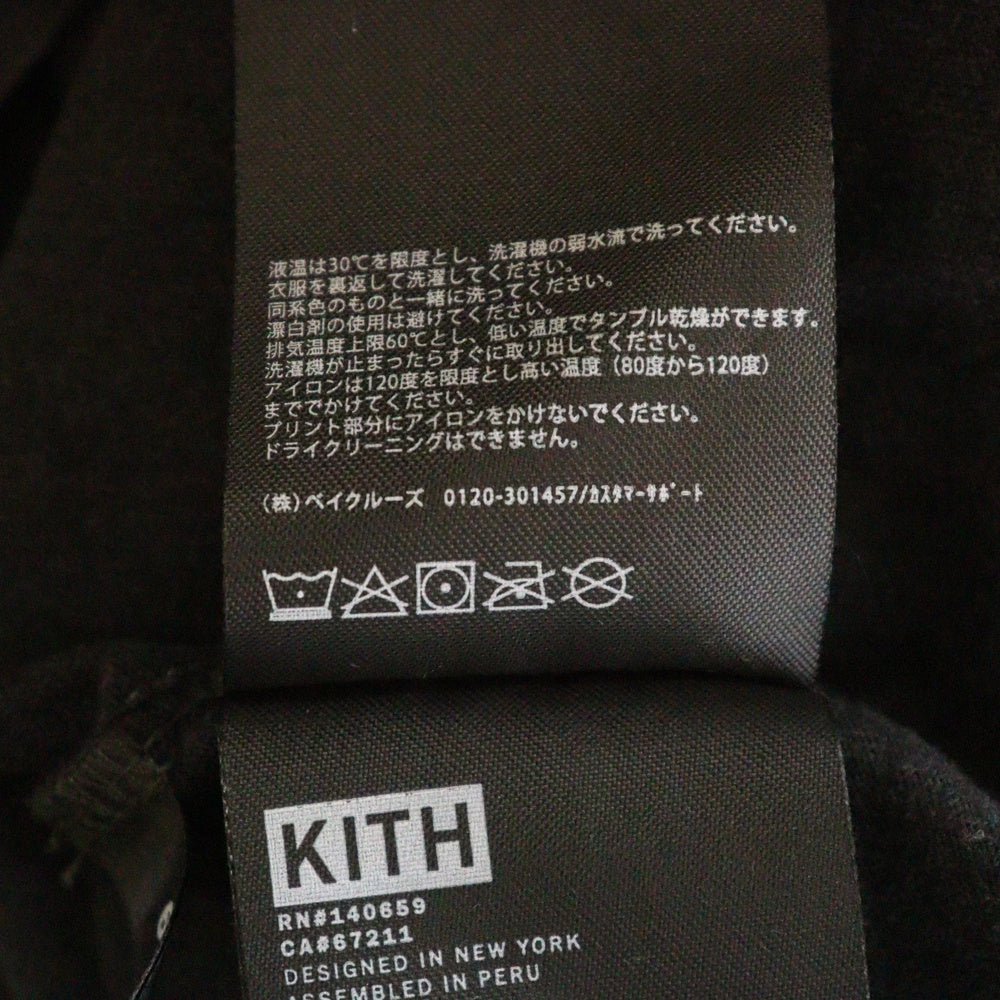 液温は30℃を限度とし、洗濯機の弱水流で洗ってください。
衣服を裏返して洗濯してください。
同系色のものと一緒に洗ってください。
漂白剤の使用は避けてください。
排気温度上限60℃とし、低い温度でタンブル乾燥ができます。
洗濯機が止まったらすぐに取り出してください。
アイロンは120度を限度とし高い温度（80度から120度）
まででかけてください。
プリント部分にアイロンをかけないでください。
ドライクリーニングはできません。
（株）ベイクルーズ 0120-301457/ｶｽﾀﾏｰｻﾎﾟｰﾄ
KITH
RN#140659
CA#67211
DESIGNED IN NEW YORK
ASSEMBLED IN PERU